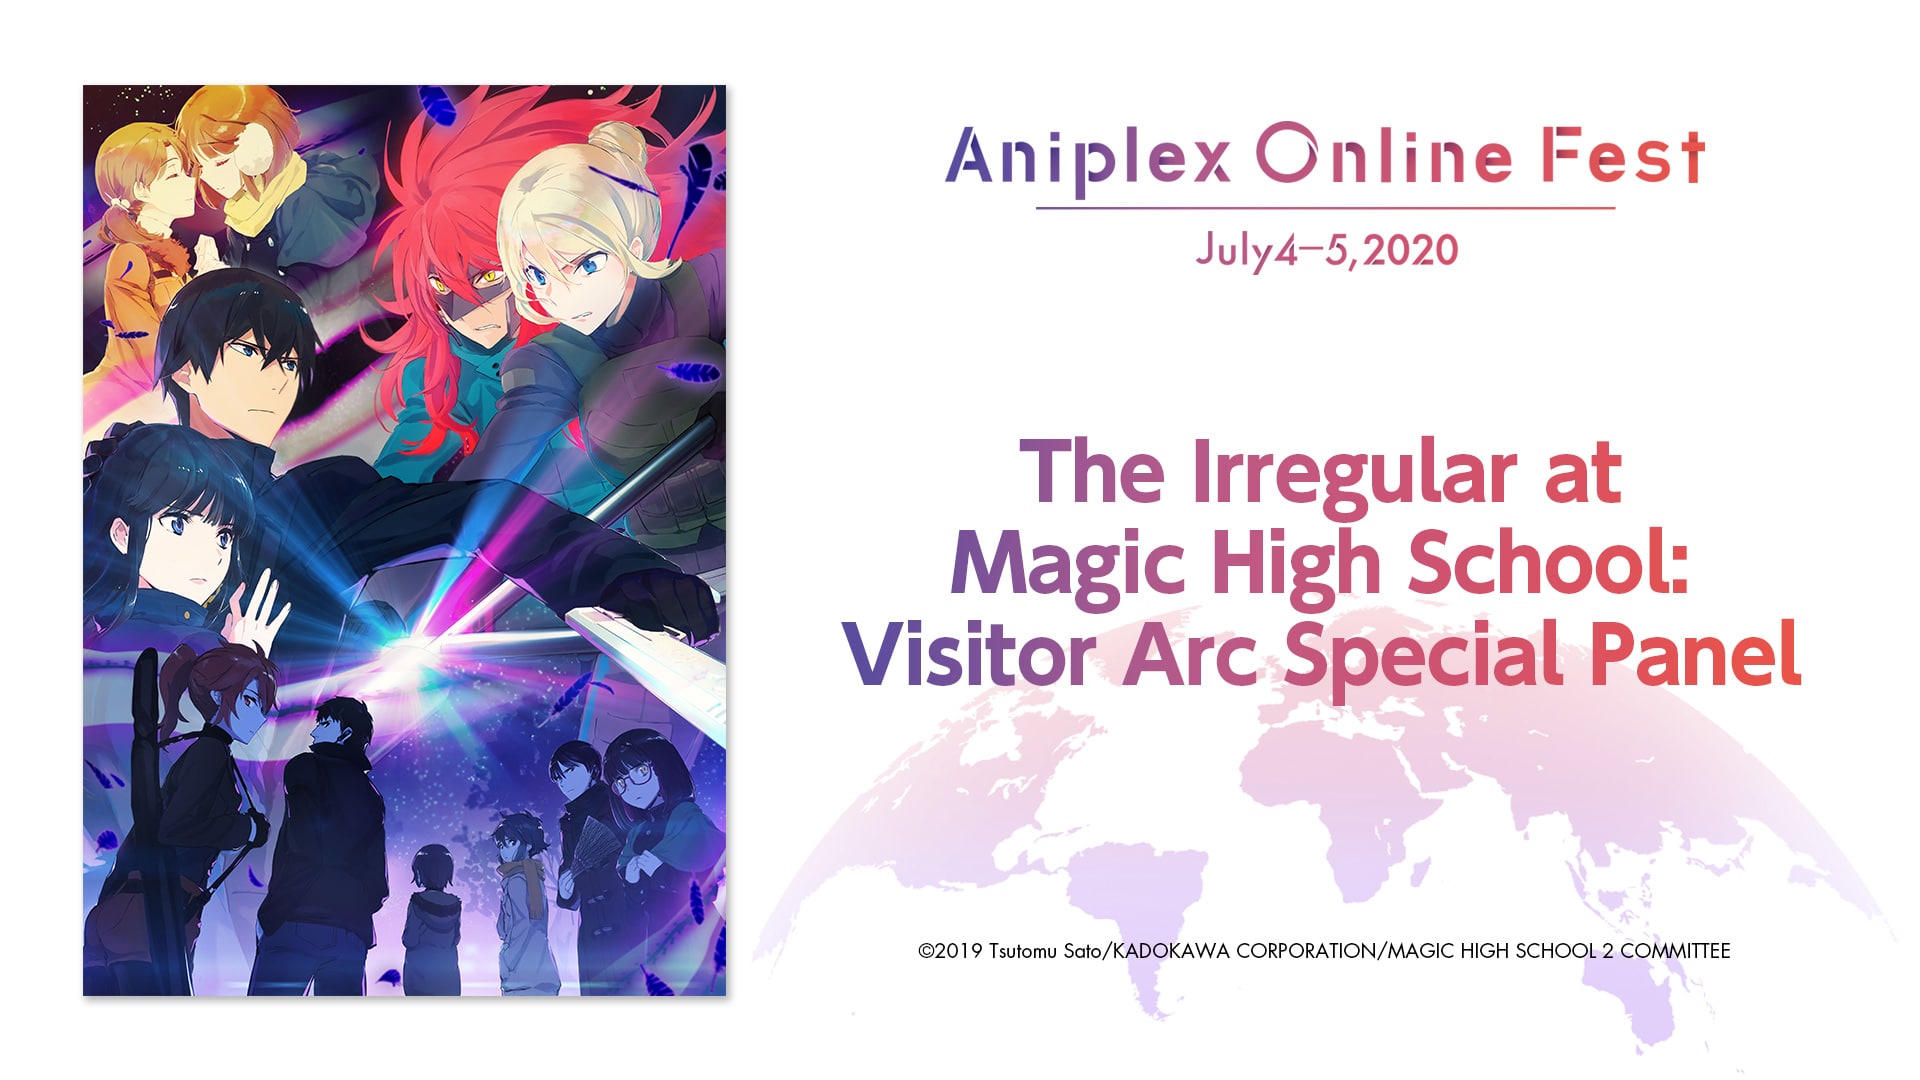 Aniplex Online Fest
July4–5,2020
The Irregular at
Magic High School:
Visitor Arc Special Panel
©2019 Tsutomu Sato/KADOKAWA CORPORATION/MAGIC HIGH SCHOOL 2 COMMITTEE